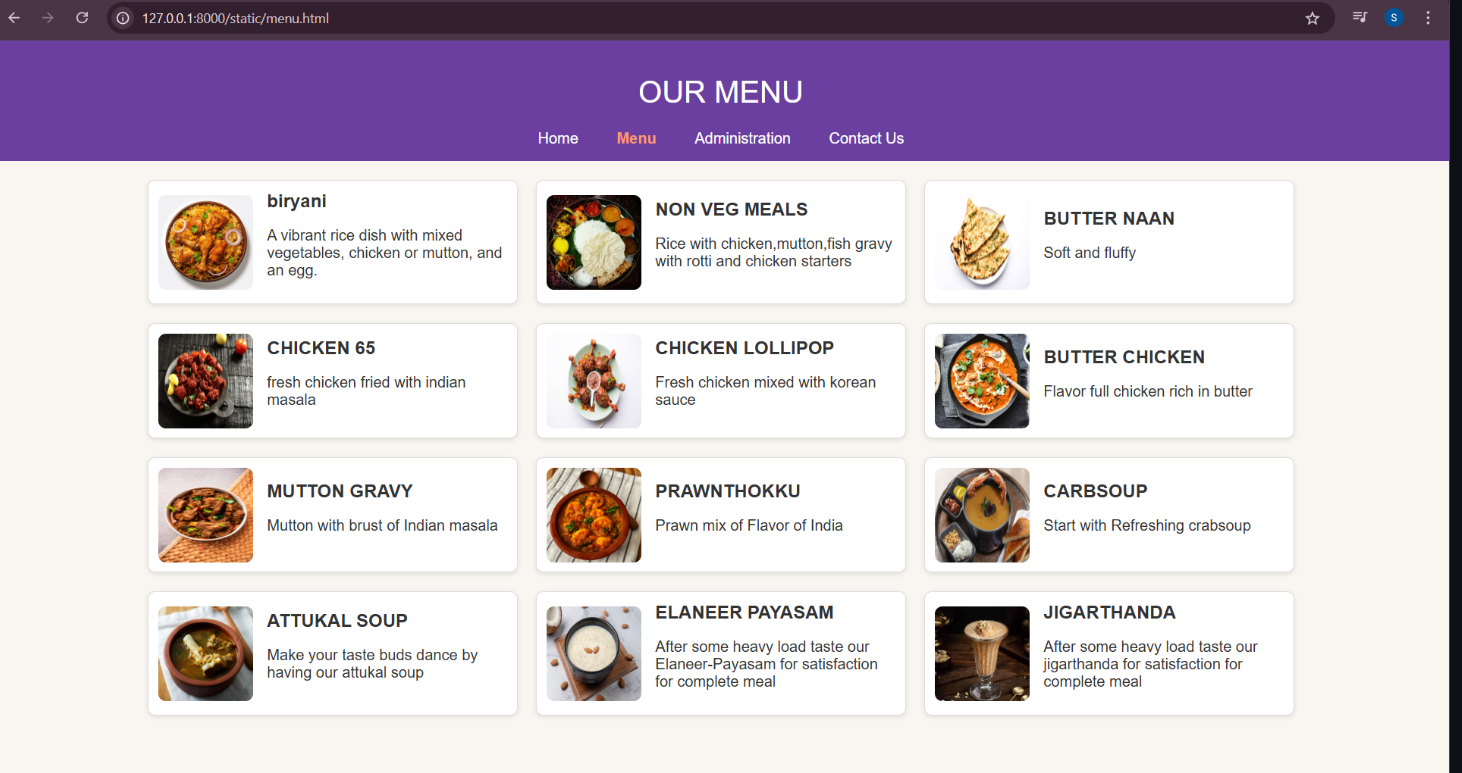 127.0.0.1:8000/static/menu.html
S
OUR MENU
Home Menu Administration Contact Us
biryani
A vibrant rice dish with mixed
vegetables, chicken or mutton, and
an egg.
NON VEG MEALS
Rice with chicken,mutton,fish gravy
with rotti and chicken starters
BUTTER NAAN
Soft and fluffy
CHICKEN 65
fresh chicken fried with indian
masala
CHICKEN LOLLIPOP
Fresh chicken mixed with korean
sauce
BUTTER CHICKEN
Flavor full chicken rich in butter
MUTTON GRAVY
Mutton with brust of Indian masala
PRAWNTHOKKU
Prawn mix of Flavor of India
CARBSOUP
Start with Refreshing crabsoup
ATTUKAL SOUP
Make your taste buds dance by
having our attukal soup
ELANEER PAYASAM
After some heavy load taste our
Elaneer-Payasam for satisfaction
for complete meal
JIGARTHANDA
After some heavy load taste our
jigarthanda for satisfaction for
complete meal